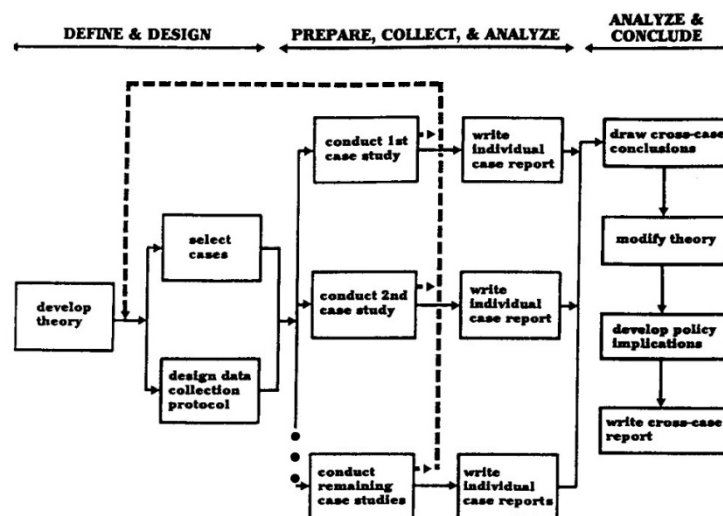 DEFINE & DESIGN
PREPARE, COLLECT, & ANALYZE
ANALYZE &
CONCLUDE
develop
theory
select
cases
design data
collection
protocol
conduct 1st
case study
write
individual
case report
conduct 2nd
case study
write
individual
case report
conduct
remaining
case studies
write
individual
case reports
draw cross-case
conclusions
modify theory
develop policy
implications
write cross-case
report